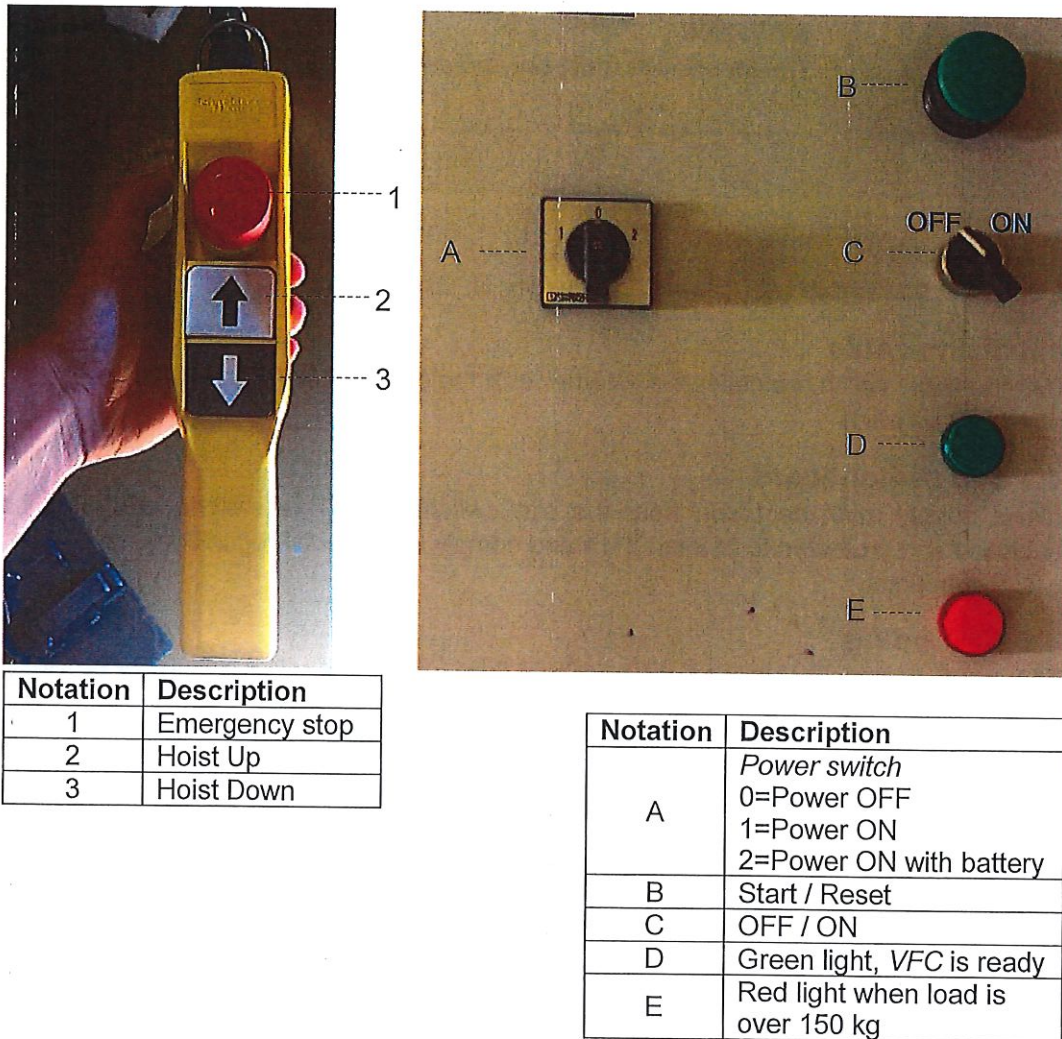 1
2
3
A
1
0
2
B
OFF ON
C
D
E
Notation Description
1 Emergency stop
2 Hoist Up
3 Hoist Down
Notation Description
A
Power switch
0=Power OFF
1=Power ON
2=Power ON with battery
B Start / Reset
C OFF / ON
D Green light, VFC is ready
E
Red light when load is
over 150 kg